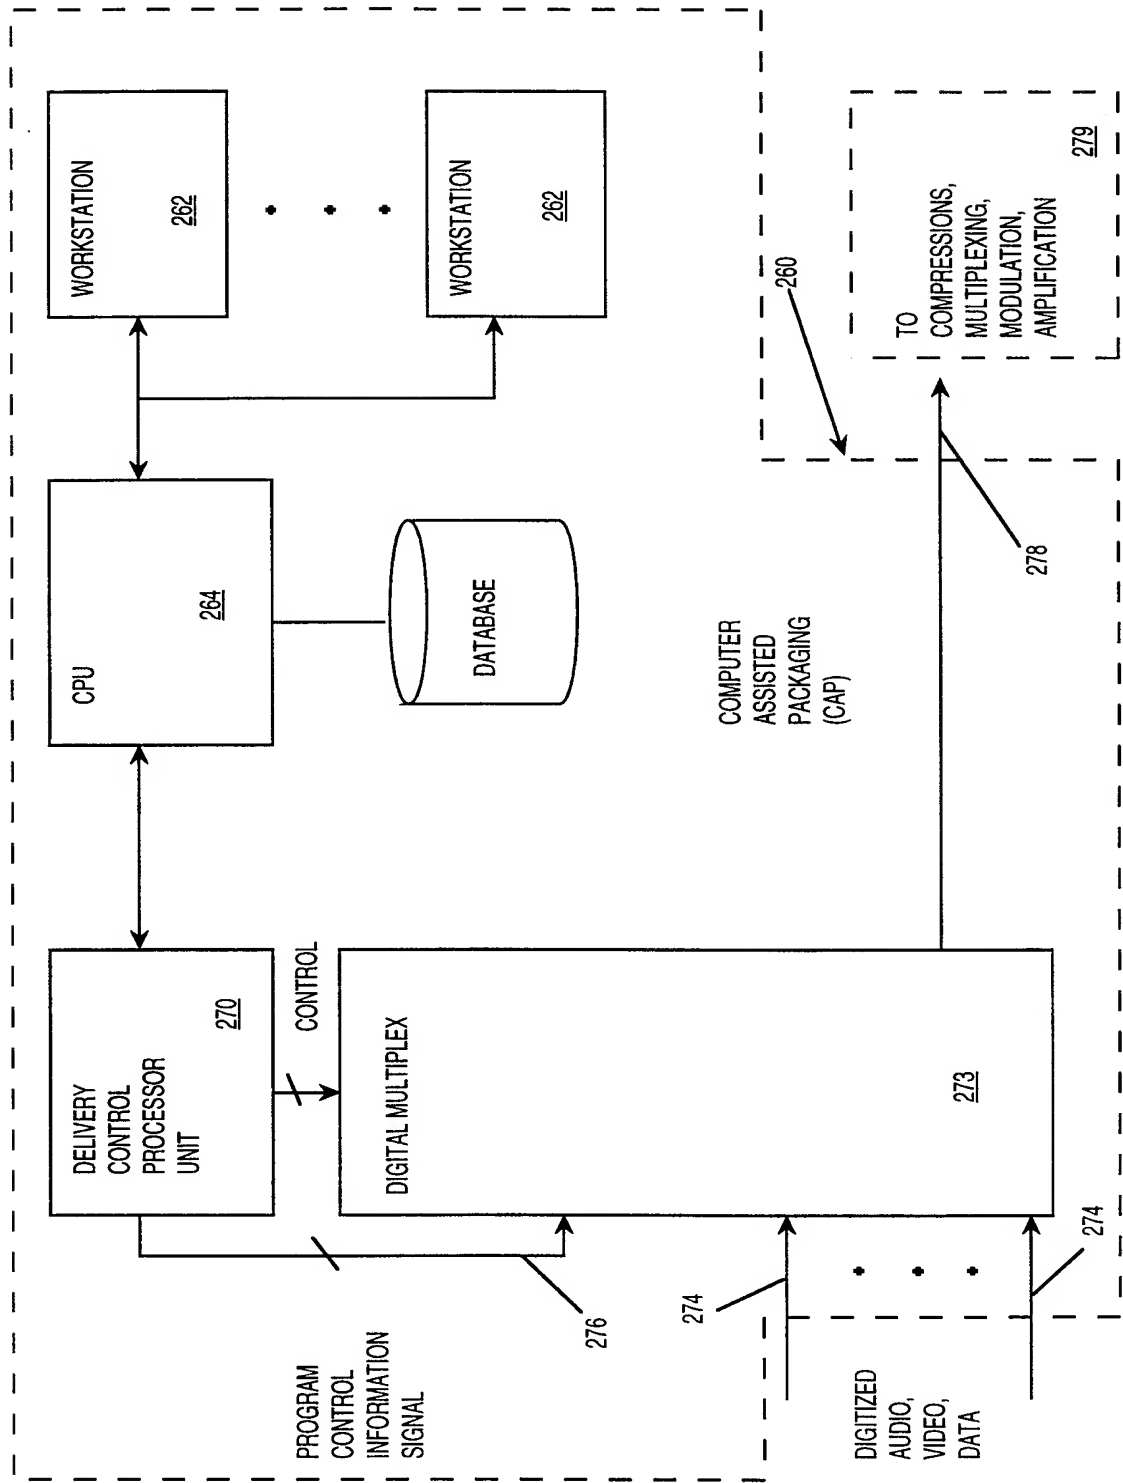 DELIVERY
CONTROL
PROCESSOR
UNIT
270
CPU
264
WORKSTATION
262
WORKSTATION
262
DATABASE
CONTROL
DIGITAL MULTIPLEX
273
PROGRAM
CONTROL
INFORMATION
SIGNAL
276
274
274
DIGITIZED
AUDIO,
VIDEO,
DATA
COMPUTER
ASSISTED
PACKAGING
(CAP)
260
278
TO
COMPRESSIONS,
MULTIPLEXING,
MODULATION,
AMPLIFICATION
279